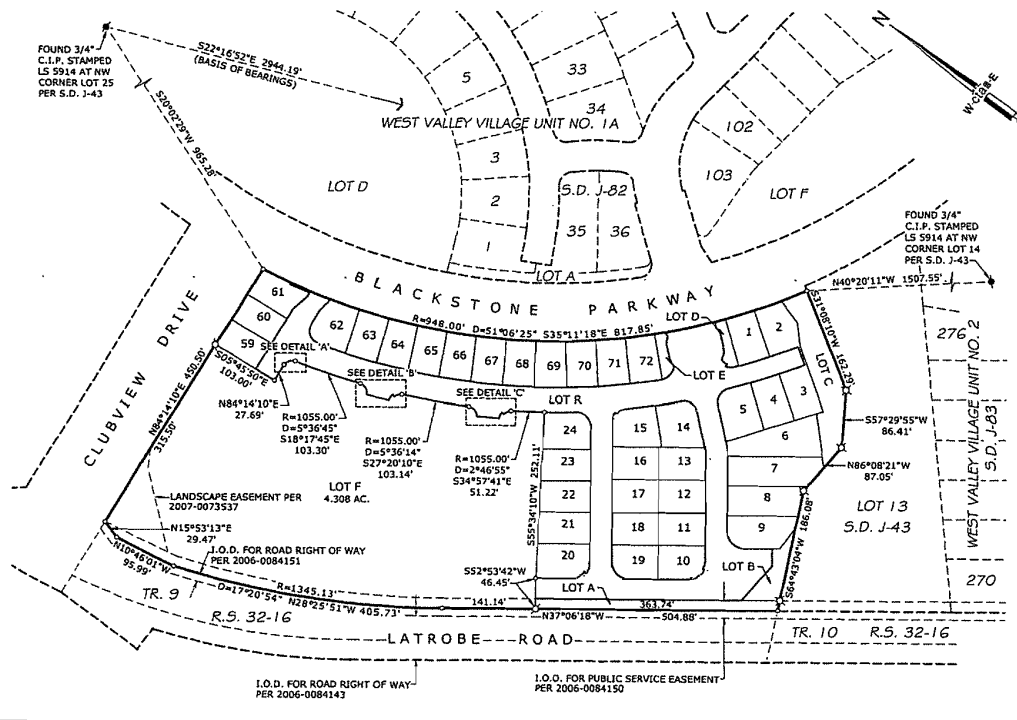 FOUND 3/4"
C.I.P. STAMPED
LS 5914 AT NW
CORNER LOT 25
PER S.D. J-43
S22°16'52"E 2944.19'
(BASIS OF BEARINGS)
S20°02'29"W 965.28'
5
33
34
WEST VALLEY VILLAGE UNIT NO. 1A
102
103
N
LOT D
3
2
1
S.D. J-82
35
36
LOT F
LOT A
FOUND 3/4"
C.I.P. STAMPED
LS 5914 AT NW
CORNER LOT 14
PER S.D. J-43
N40°20'11"W 1507.55'
BLACKSTONE PARKWAY
R=948.00' D=51°06'25" S35°11'18"E 817.85'
CLUBVIEW DRIVE
61
60
59
62
63
64
65
66
67
68
69
70
71
72
LOT D
1
2
LOT E
LOT C
S31°08'10"W 162.29'
276
WEST VALLEY VILLAGE UNIT NO. 2
S.D. J-83
270
SEE DETAIL 'A'
SEE DETAIL 'B'
SEE DETAIL 'C'
S05°45'50"E
103.00'
N84°14'10"E 450.50'
315.50'
N84°14'10"E
27.69'
R=1055.00'
D=5°36'45"
S18°17'45"E
103.30'
R=1055.00'
D=5°36'14"
S27°20'10"E
103.14'
R=1055.00'
D=2°46'55"
S34°57'41"E
51.22'
LOT R
5
4
3
6
7
8
9
S57°29'55"W
86.41'
N86°08'21"W
87.05'
LOT 13
S.D. J-43
24
23
22
21
20
15
14
16
13
17
12
18
11
19
10
LOT F
4.308 AC.
S55°34'10"W 252.11'
LANDSCAPE EASEMENT PER
2007-0073537
N15°53'13"E
29.47'
N10°46'01"W
95.99'
I.O.D. FOR ROAD RIGHT OF WAY
PER 2006-0084151
S52°53'42"W
46.45'
LOT A
LOT B
S64°43'04"W 186.08'
R=1345.13'
D=17°20'54" N28°25'51"W 405.73'
141.14'
363.74'
N37°06'18"W
504.88'
TR. 9
R.S. 32-16
LATROBE ROAD
TR. 10
R.S. 32-16
I.O.D. FOR ROAD RIGHT OF WAY
PER 2006-0084143
I.O.D. FOR PUBLIC SERVICE EASEMENT
PER 2006-0084150